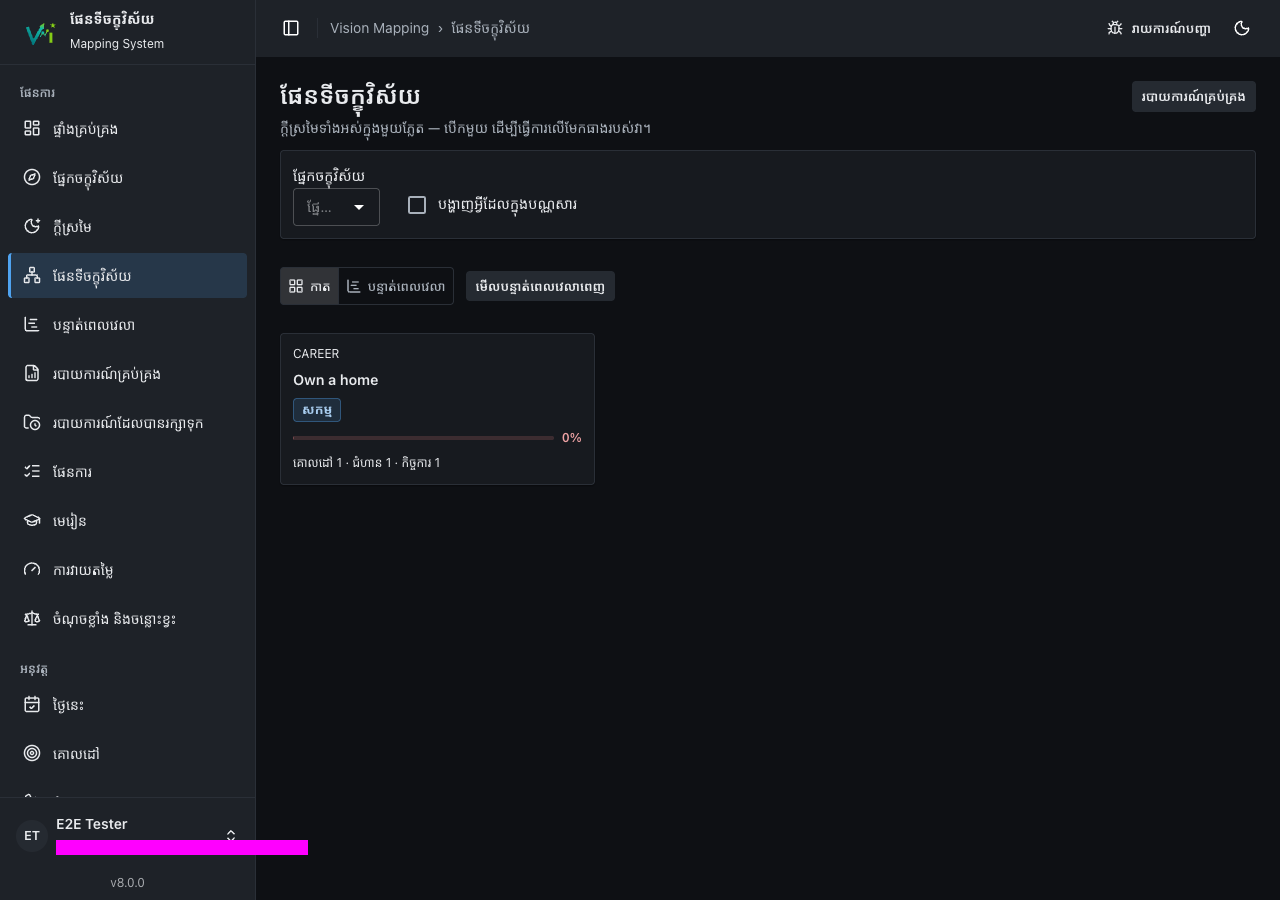 ផែនទីចក្ខុវិស័យ
Mapping System
Vision Mapping › ផែនទីចក្ខុវិស័យ
រាយការណ៍បញ្ហា
ផែនការ
ផ្ទាំងគ្រប់គ្រង
ផ្នែកចក្ខុវិស័យ
ក្តីស្រមៃ
ផែនទីចក្ខុវិស័យ
បន្ទាត់ពេលវេលា
របាយការណ៍គ្រប់គ្រង
របាយការណ៍ដែលបានរក្សាទុក
ផែនការ
មេរៀន
ការវាយតម្លៃ
ចំណុចខ្លាំង និងចន្លោះខ្វះ
អនុវត្ត
ថ្ងៃនេះ
គោលដៅ
ET
E2E Tester
v8.0.0
ផែនទីចក្ខុវិស័យ
របាយការណ៍គ្រប់គ្រង
ក្តីស្រមៃទាំងអស់ក្នុងមួយភ្លែត — បើកមួយ ដើម្បីធ្វើការលើមែកធាងរបស់វា។
ផ្នែកចក្ខុវិស័យ
ផ្នែ...
បង្ហាញអ្វីដែលក្នុងបណ្ណសារ
កាត
បន្ទាត់ពេលវេលា
មើលបន្ទាត់ពេលវេលាពេញ
CAREER
Own a home
សកម្ម
0%
គោលដៅ 1 · ជំហាន 1 · កិច្ចការ 1